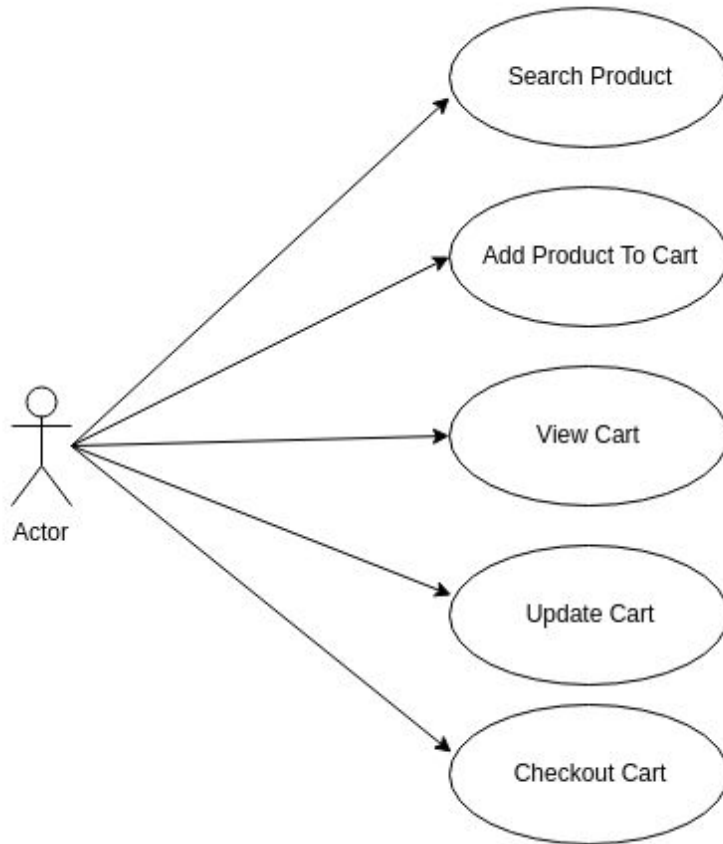 Search Product
Add Product To Cart
View Cart
Actor
Update Cart
Checkout Cart